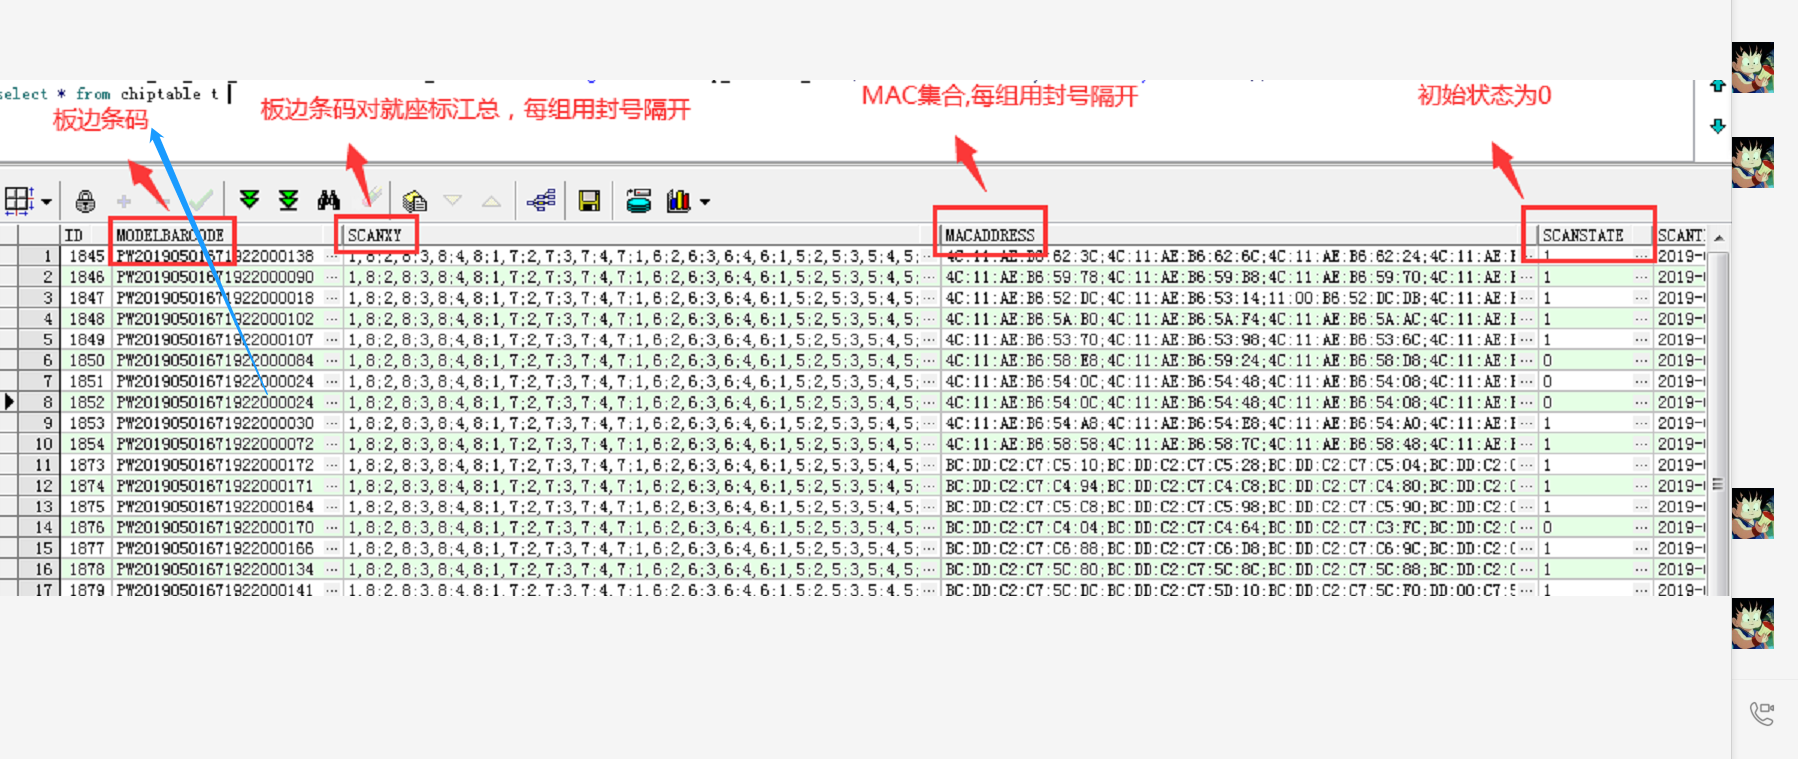 select * from chiptable t
板边条码
板边条码对就座标江总，每组用封号隔开
MAC集合,每组用封号隔开
初始状态为0
ID MODELBARCODE SCANXY MACADDRESS SCANSTATE SCANTI
1 1845 PW20190501671922000138 ... 1,8;2,8;3,8;4,8;1,7;2,7;3,7;4,7;1,6;2,6;3,6;4,6;1,5;2,5;3,5;4,5; ... 4C:11:AE:B6:62:3C;4C:11:AE:B6:62:6C;4C:11:AE:B6:62:24;4C:11:AE: ... 1 ... 2019-
2 1846 PW20190501671922000090 ... 1,8;2,8;3,8;4,8;1,7;2,7;3,7;4,7;1,6;2,6;3,6;4,6;1,5;2,5;3,5;4,5; ... 4C:11:AE:B6:59:78;4C:11:AE:B6:59:B8;4C:11:AE:B6:59:70;4C:11:AE: ... 1 ... 2019-
3 1847 PW20190501671922000018 ... 1,8;2,8;3,8;4,8;1,7;2,7;3,7;4,7;1,6;2,6;3,6;4,6;1,5;2,5;3,5;4,5; ... 4C:11:AE:B6:52:DC;4C:11:AE:B6:53:14;11:00:B6:52:DC:DB;4C:11:AE: ... 1 ... 2019-
4 1848 PW20190501671922000102 ... 1,8;2,8;3,8;4,8;1,7;2,7;3,7;4,7;1,6;2,6;3,6;4,6;1,5;2,5;3,5;4,5; ... 4C:11:AE:B6:5A:B0;4C:11:AE:B6:5A:F4;4C:11:AE:B6:5A:AC;4C:11:AE: ... 1 ... 2019-
5 1849 PW20190501671922000107 ... 1,8;2,8;3,8;4,8;1,7;2,7;3,7;4,7;1,6;2,6;3,6;4,6;1,5;2,5;3,5;4,5; ... 4C:11:AE:B6:53:70;4C:11:AE:B6:53:98;4C:11:AE:B6:53:6C;4C:11:AE: ... 1 ... 2019-
6 1850 PW20190501671922000084 ... 1,8;2,8;3,8;4,8;1,7;2,7;3,7;4,7;1,6;2,6;3,6;4,6;1,5;2,5;3,5;4,5; ... 4C:11:AE:B6:58:E8;4C:11:AE:B6:59:24;4C:11:AE:B6:58:D8;4C:11:AE: ... 0 ... 2019-
7 1851 PW20190501671922000024 ... 1,8;2,8;3,8;4,8;1,7;2,7;3,7;4,7;1,6;2,6;3,6;4,6;1,5;2,5;3,5;4,5; ... 4C:11:AE:B6:54:0C;4C:11:AE:B6:54:48;4C:11:AE:B6:54:08;4C:11:AE: ... 0 ... 2019-
8 1852 PW20190501671922000024 ... 1,8;2,8;3,8;4,8;1,7;2,7;3,7;4,7;1,6;2,6;3,6;4,6;1,5;2,5;3,5;4,5; ... 4C:11:AE:B6:54:0C;4C:11:AE:B6:54:48;4C:11:AE:B6:54:08;4C:11:AE: ... 0 ... 2019-
9 1853 PW20190501671922000030 ... 1,8;2,8;3,8;4,8;1,7;2,7;3,7;4,7;1,6;2,6;3,6;4,6;1,5;2,5;3,5;4,5; ... 4C:11:AE:B6:54:A8;4C:11:AE:B6:54:E8;4C:11:AE:B6:54:A0;4C:11:AE: ... 1 ... 2019-
10 1854 PW20190501671922000072 ... 1,8;2,8;3,8;4,8;1,7;2,7;3,7;4,7;1,6;2,6;3,6;4,6;1,5;2,5;3,5;4,5; ... 4C:11:AE:B6:58:58;4C:11:AE:B6:58:7C;4C:11:AE:B6:58:48;4C:11:AE: ... 1 ... 2019-
11 1873 PW20190501671922000172 ... 1,8;2,8;3,8;4,8;1,7;2,7;3,7;4,7;1,6;2,6;3,6;4,6;1,5;2,5;3,5;4,5; ... BC:DD:C2:C7:C5:10;BC:DD:C2:C7:C5:28;BC:DD:C2:C7:C5:04;BC:DD:C2: ... 1 ... 2019-
12 1874 PW20190501671922000171 ... 1,8;2,8;3,8;4,8;1,7;2,7;3,7;4,7;1,6;2,6;3,6;4,6;1,5;2,5;3,5;4,5; ... BC:DD:C2:C7:C4:94;BC:DD:C2:C7:C4:C8;BC:DD:C2:C7:C4:80;BC:DD:C2: ... 1 ... 2019-
13 1875 PW20190501671922000164 ... 1,8;2,8;3,8;4,8;1,7;2,7;3,7;4,7;1,6;2,6;3,6;4,6;1,5;2,5;3,5;4,5; ... BC:DD:C2:C7:C5:C8;BC:DD:C2:C7:C5:98;BC:DD:C2:C7:C5:90;BC:DD:C2: ... 1 ... 2019-
14 1876 PW20190501671922000170 ... 1,8;2,8;3,8;4,8;1,7;2,7;3,7;4,7;1,6;2,6;3,6;4,6;1,5;2,5;3,5;4,5; ... BC:DD:C2:C7:C4:04;BC:DD:C2:C7:C4:64;BC:DD:C2:C7:C3:FC;BC:DD:C2: ... 0 ... 2019-
15 1877 PW20190501671922000166 ... 1,8;2,8;3,8;4,8;1,7;2,7;3,7;4,7;1,6;2,6;3,6;4,6;1,5;2,5;3,5;4,5; ... BC:DD:C2:C7:C6:88;BC:DD:C2:C7:C6:D8;BC:DD:C2:C7:C6:9C;BC:DD:C2: ... 1 ... 2019-
16 1878 PW20190501671922000134 ... 1,8;2,8;3,8;4,8;1,7;2,7;3,7;4,7;1,6;2,6;3,6;4,6;1,5;2,5;3,5;4,5; ... BC:DD:C2:C7:5C:80;BC:DD:C2:C7:5C:8C;BC:DD:C2:C7:5C:88;BC:DD:C2: ... 1 ... 2019-
17 1879 PW20190501671922000141 ... 1,8;2,8;3,8;4,8;1,7;2,7;3,7;4,7;1,6;2,6;3,6;4,6;1,5;2,5;3,5;4,5; ... BC:DD:C2:C7:5C:DC;BC:DD:C2:C7:5D:10;BC:DD:C2:C7:5C:F0;DD:00:C7: ... 1 ... 2019-